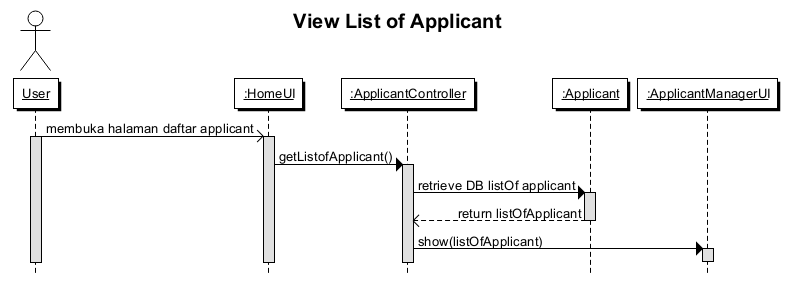 View List of Applicant
User
:HomeUI
:ApplicantController
:Applicant
:ApplicantManagerUI
membuka halaman daftar applicant
getListofApplicant()
retrieve DB listOf applicant
return listOfApplicant
show(listOfApplicant)